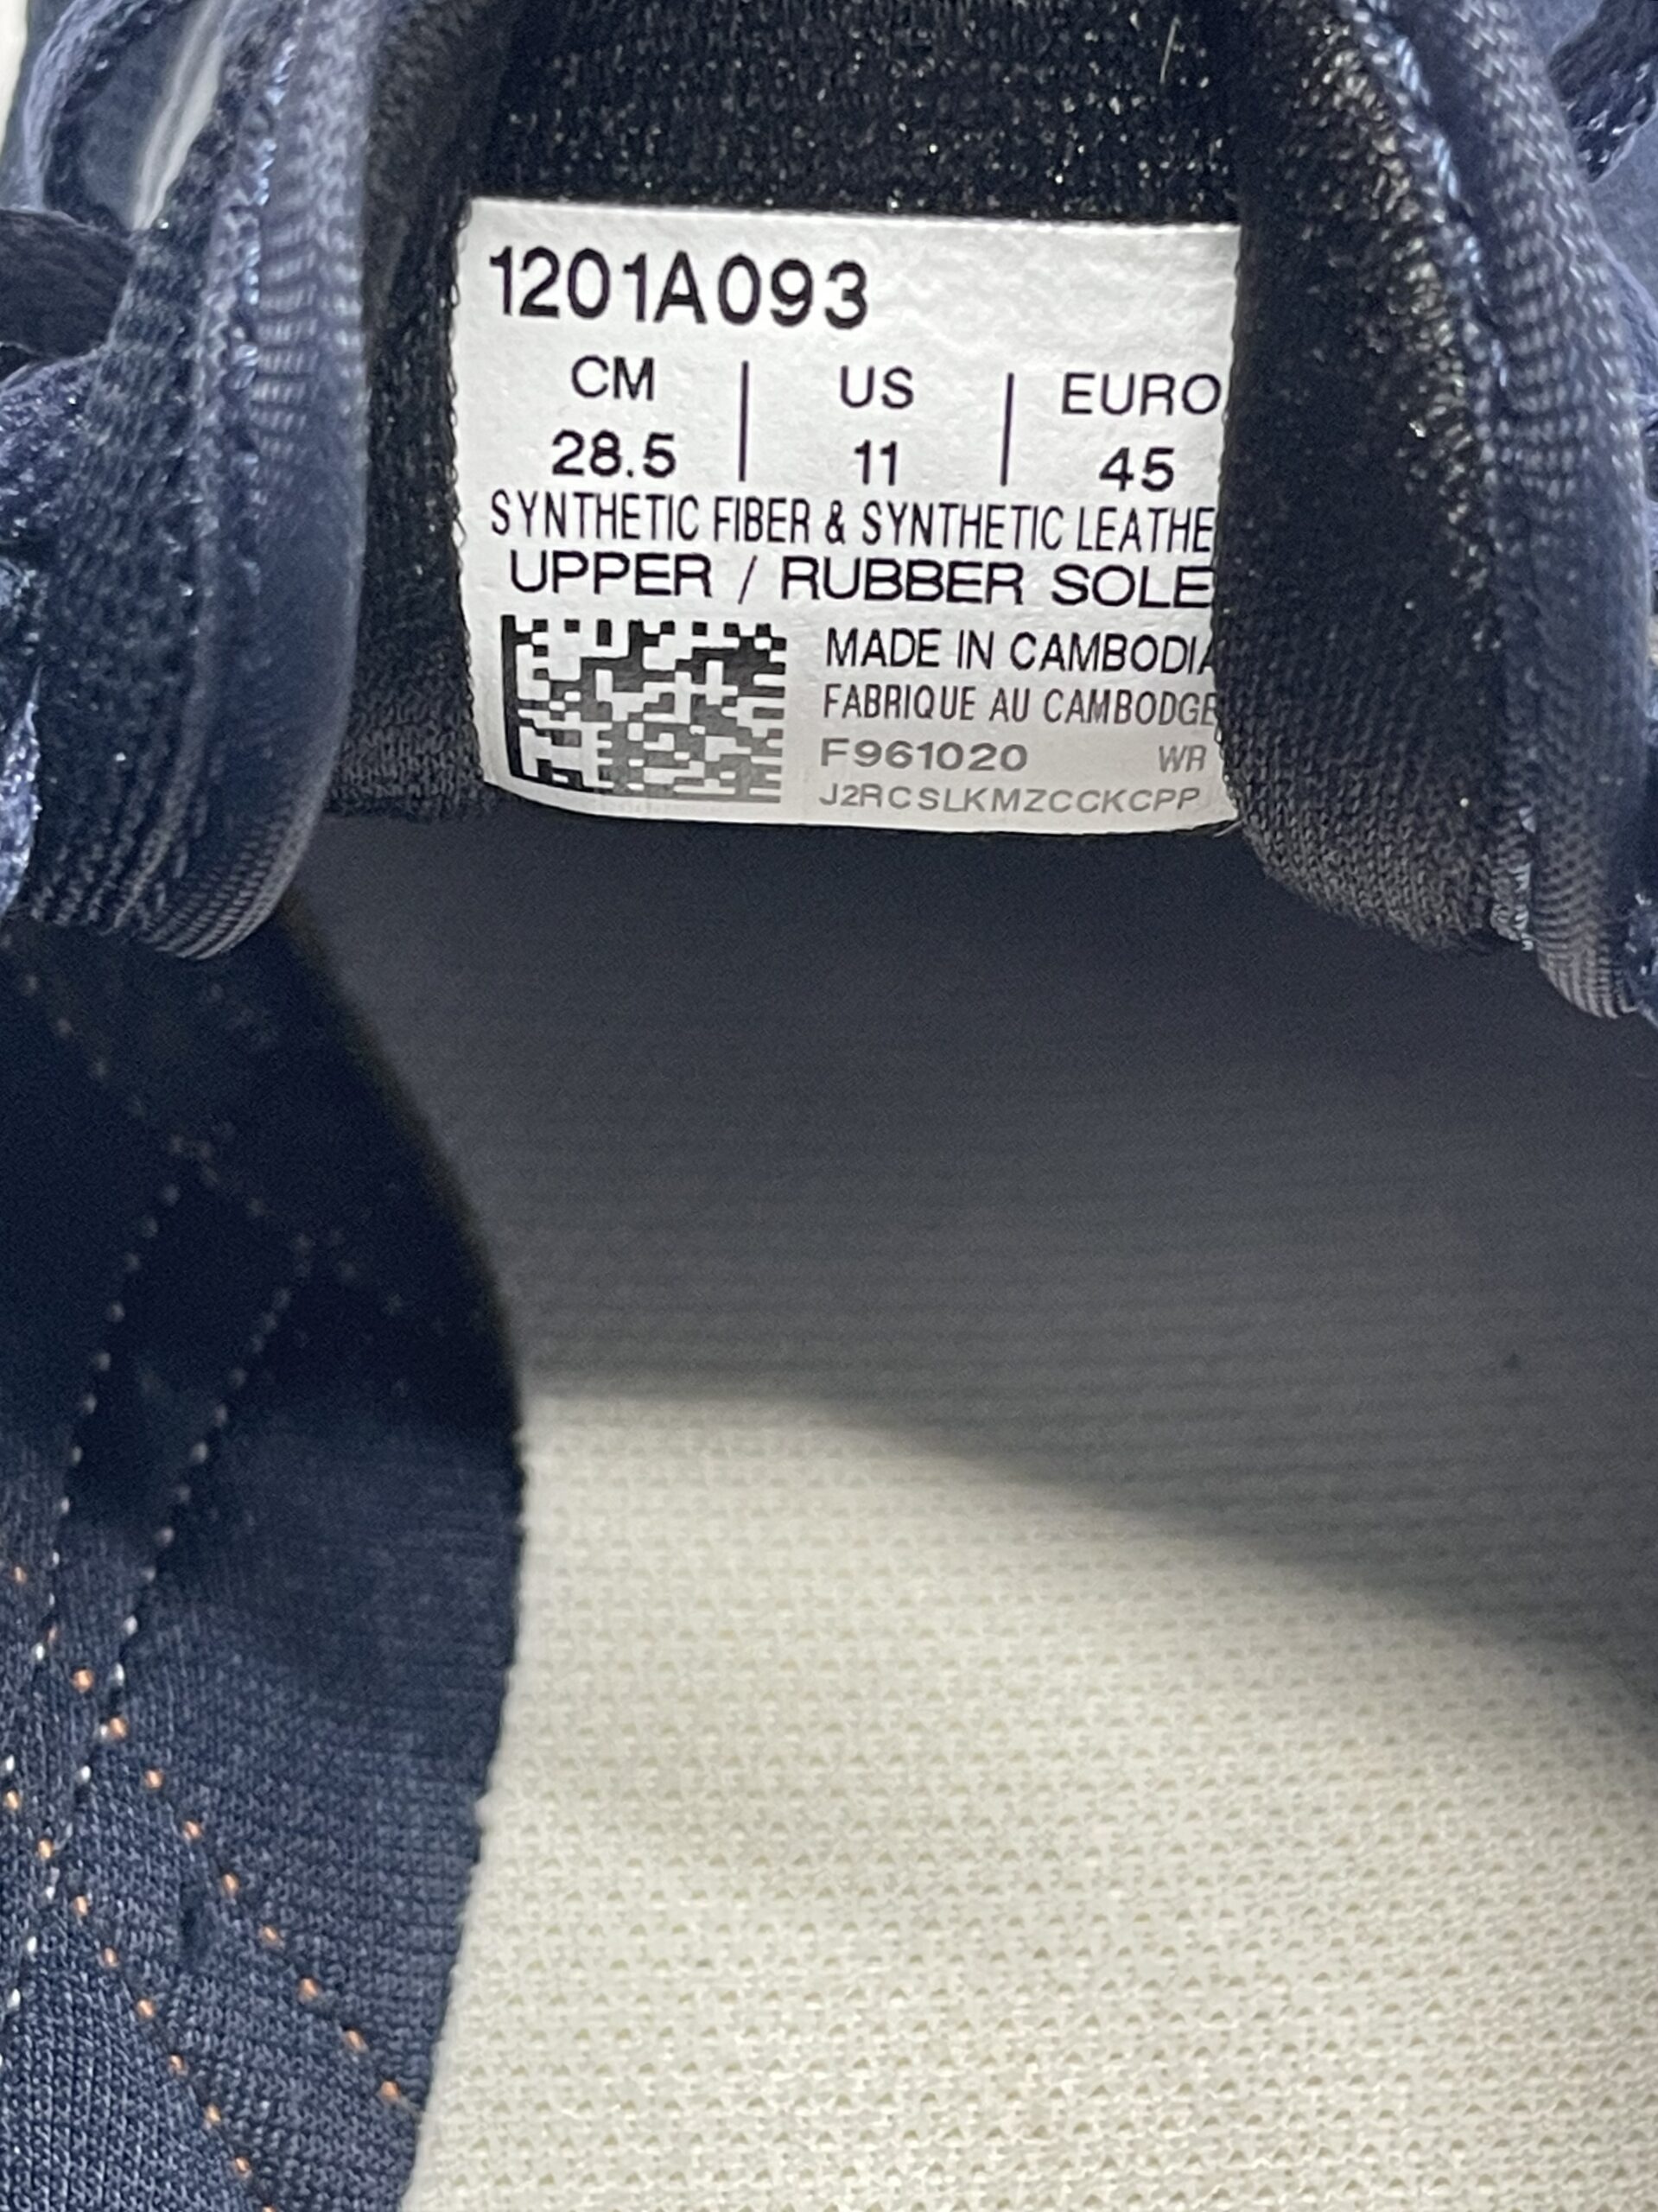 1201A093
CM | US | EURO
28.5 | 11 | 45
SYNTHETIC FIBER & SYNTHETIC LEATHE
UPPER / RUBBER SOLE
MADE IN CAMBODIA
FABRIQUE AU CAMBODGE
F961020 WR
J2RCSLKMZCCKCPP